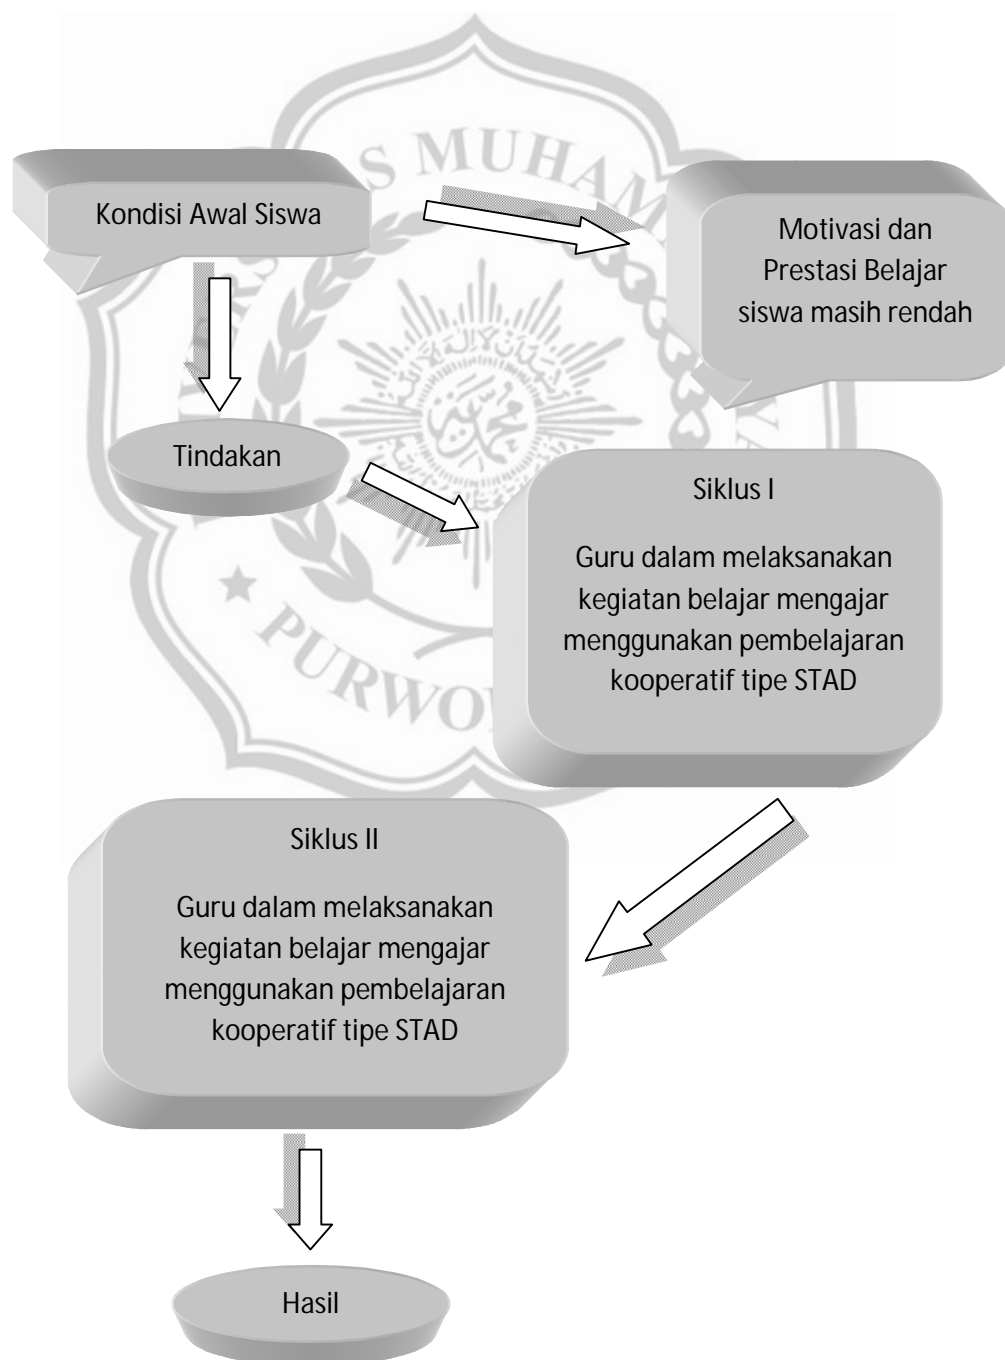 Kondisi Awal Siswa
Motivasi dan
Prestasi Belajar
siswa masih rendah
Tindakan
Siklus I
Guru dalam melaksanakan
kegiatan belajar mengajar
menggunakan pembelajaran
kooperatif tipe STAD
Siklus II
Guru dalam melaksanakan
kegiatan belajar mengajar
menggunakan pembelajaran
kooperatif tipe STAD
Hasil